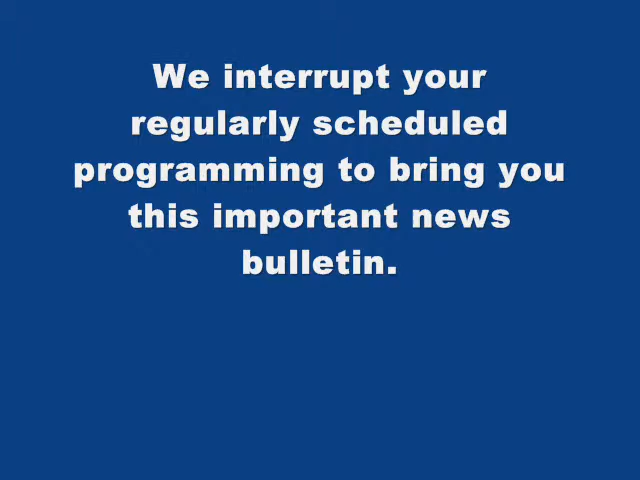 We interrupt your
regularly scheduled
programming to bring you
this important news
bulletin.